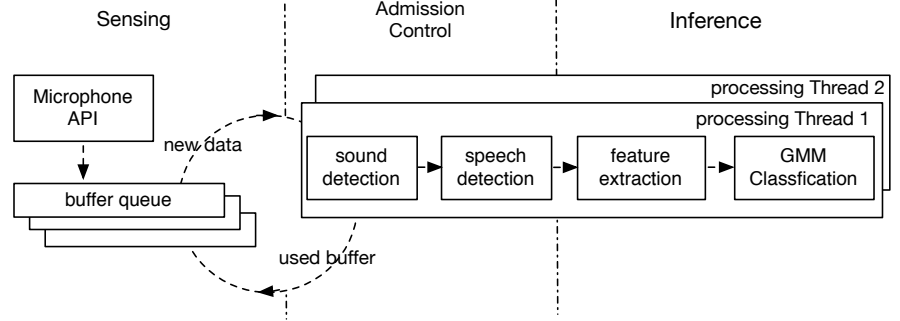 Sensing
Admission
Control
Inference
Microphone
API
processing Thread 2
processing Thread 1
new data
sound
detection
speech
detection
feature
extraction
GMM
Classfication
buffer queue
used buffer